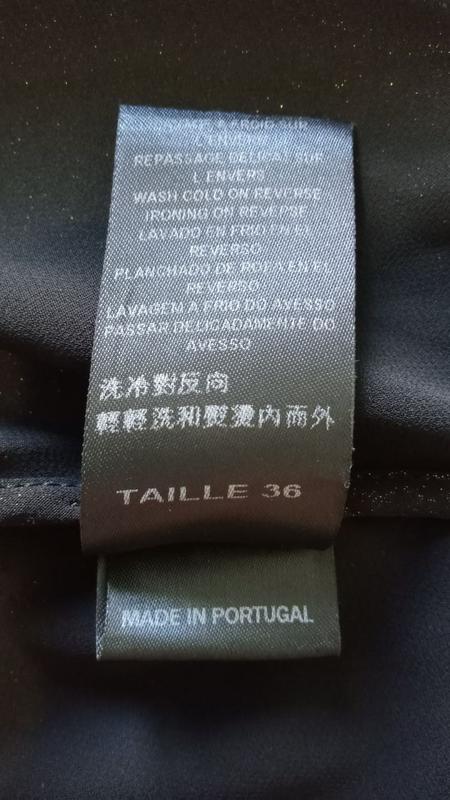 L ENVERS
REPASSAGE DELICAT SUR
L ENVERS
WASH COLD ON REVERSE
IRONING ON REVERSE
LAVADO EN FRIO EN EL
REVERSO
PLANCHADO DE ROPA EN EL
REVERSO
LAVAGEM A FRIO DO AVESSO
PASSAR DELICADAMENTE DO
AVESSO
洗冷對反向
輕輕洗和熨燙內而外
TAILLE 36
MADE IN PORTUGAL